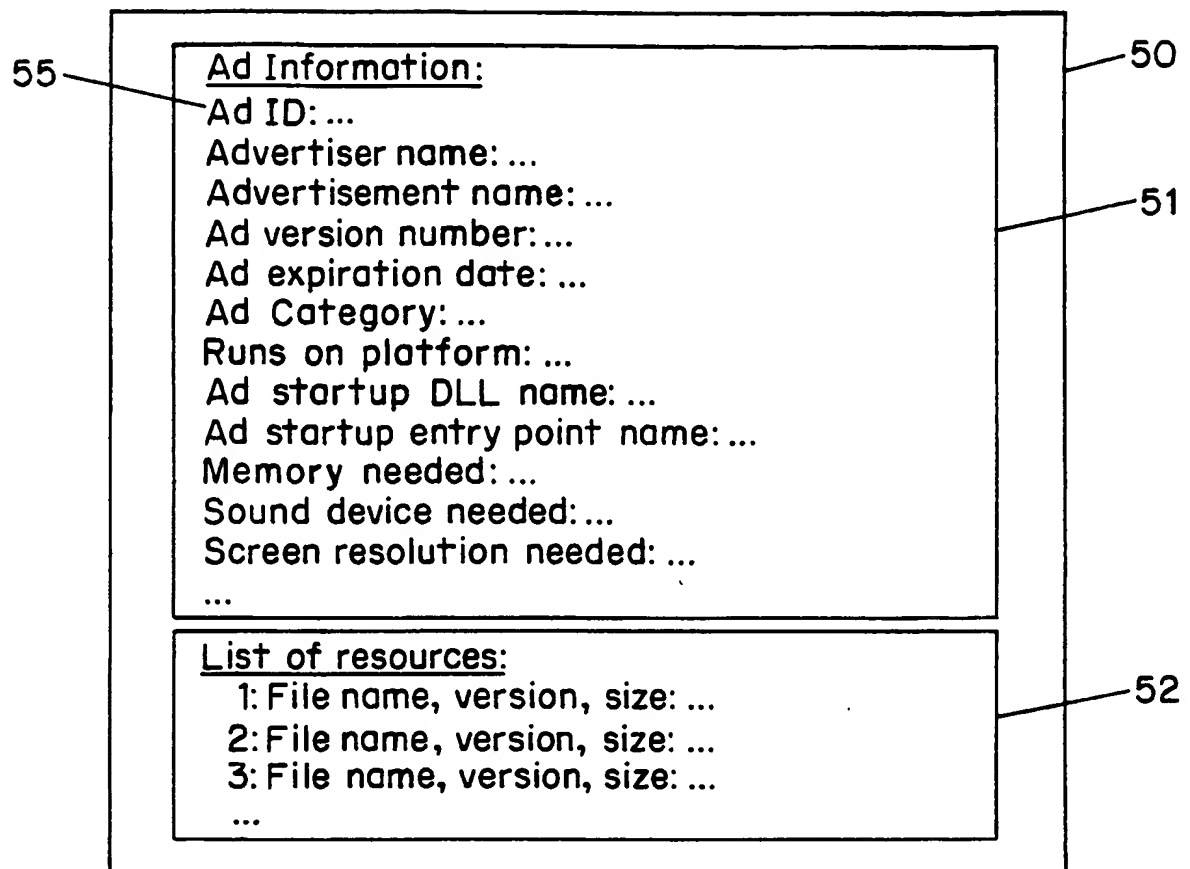 50
55
Ad Information:
Ad ID: ...
Advertiser name: ...
Advertisement name: ...
51
Ad version number: ...
Ad expiration date: ...
Ad Category: ...
Runs on platform: ...
Ad startup DLL name: ...
Ad startup entry point name: ...
Memory needed: ...
Sound device needed: ...
Screen resolution needed: ...
...
List of resources:
1: File name, version, size: ...
52
2: File name, version, size: ...
3: File name, version, size: ...
...